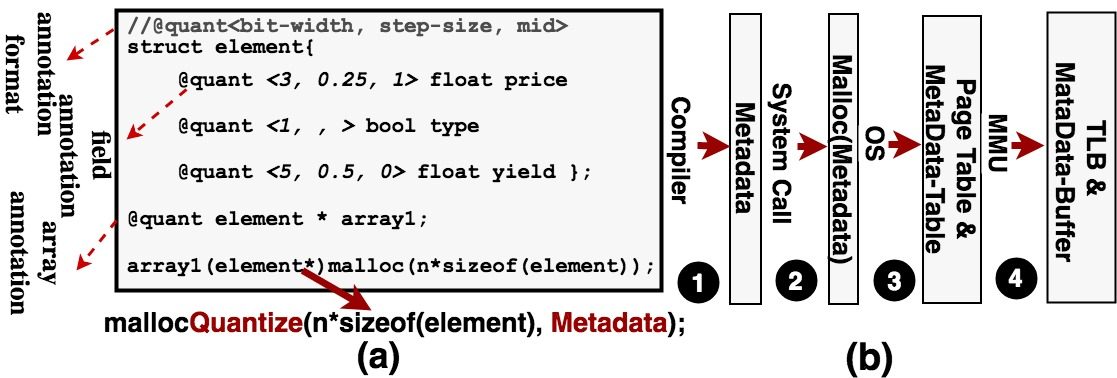 //@quant<bit-width, step-size, mid>
struct element{
@quant <3, 0.25, 1> float price
@quant <1, , > bool type
@quant <5, 0.5, 0> float yield };
@quant element * array1;
array1(element*)malloc(n*sizeof(element));
mallocQuantize(n*sizeof(element), Metadata);
(a)
annotation
format
field
annotation
array
annotation
Compiler
1
Metadata
System Call
2
Malloc(Metadata)
OS
3
Page Table &
MetaData-Table
MMU
4
TLB &
MataData-Buffer
(b)